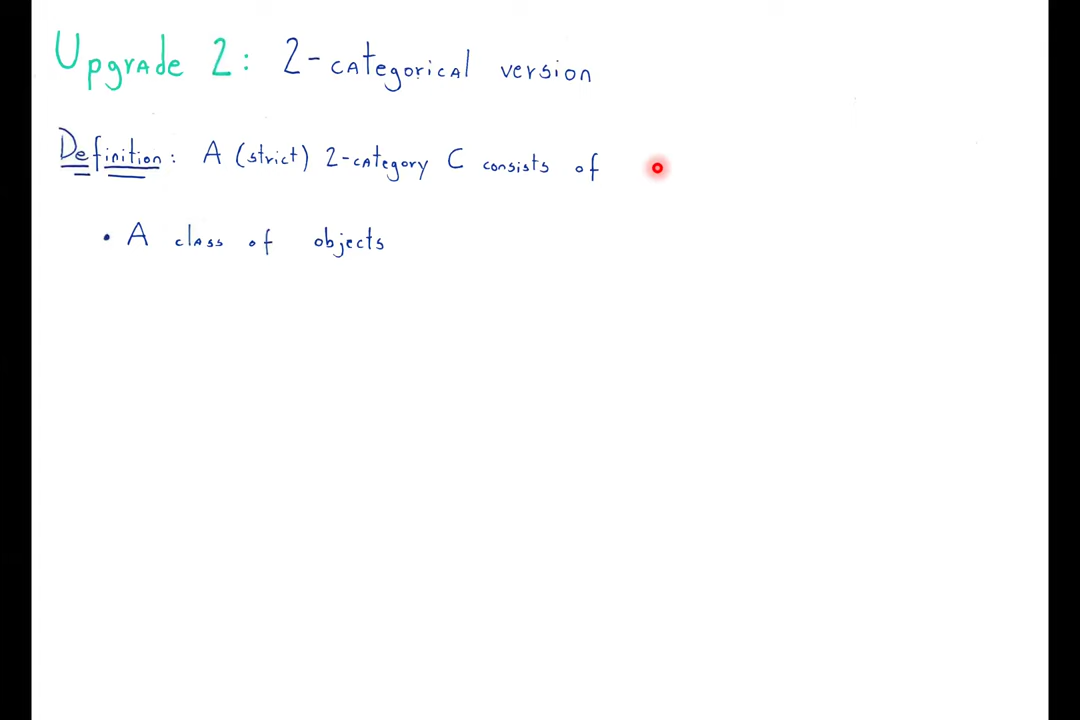 Upgrade 2: 2-categorical version
Definition: A (strict) 2-category C consists of
• A class of objects